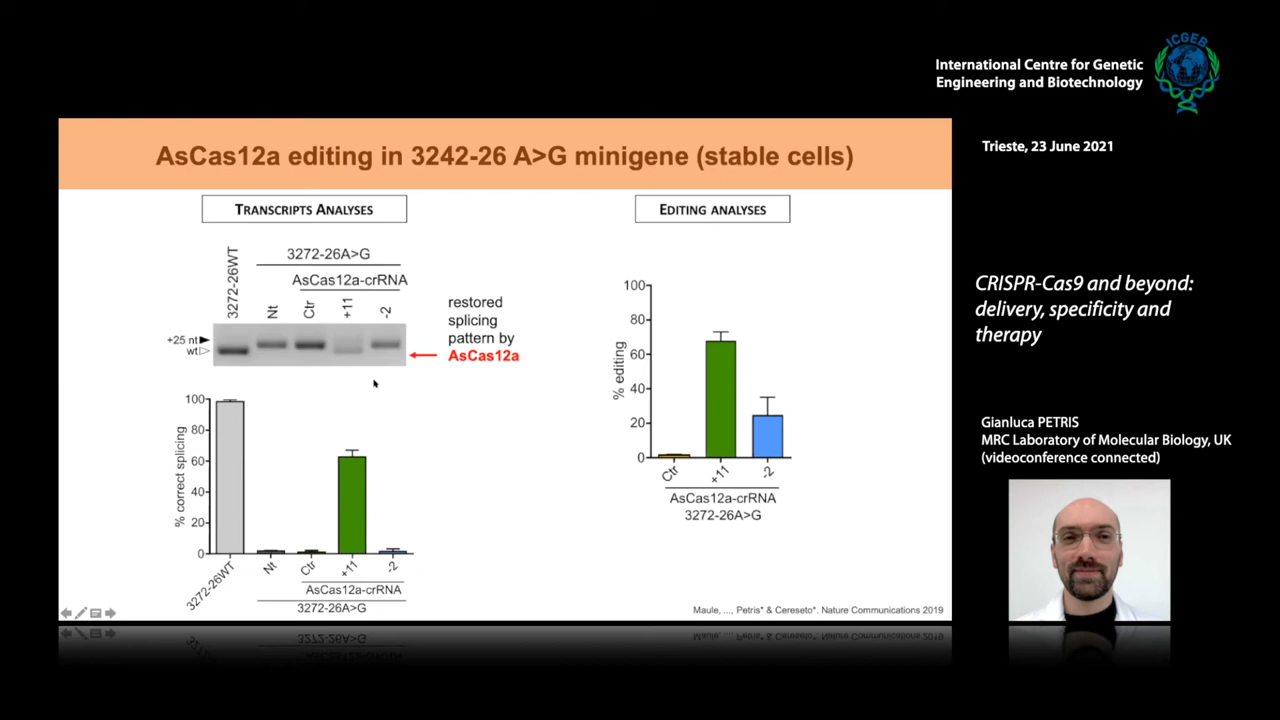 ICGEB
International Centre for Genetic
Engineering and Biotechnology
Trieste, 23 June 2021
AsCas12a editing in 3242-26 A>G minigene (stable cells)
TRANSCRIPTS ANALYSES
3272-26WT
3272-26A>G
AsCas12a-crRNA
Nt
Ctr
+11
-2
+25 nt
wt
restored
splicing
pattern by
AsCas12a
% correct splicing
100
80
60
40
20
0
3272-26WT
Nt
Ctr
+11
-2
AsCas12a-crRNA
3272-26A>G
EDITING ANALYSES
% editing
100
80
60
40
20
0
Ctr
+11
-2
AsCas12a-crRNA
3272-26A>G
Maule, ..., Petris* & Cereseto*. Nature Communications 2019
CRISPR-Cas9 and beyond:
delivery, specificity and
therapy
Gianluca PETRIS
MRC Laboratory of Molecular Biology, UK
(videoconference connected)